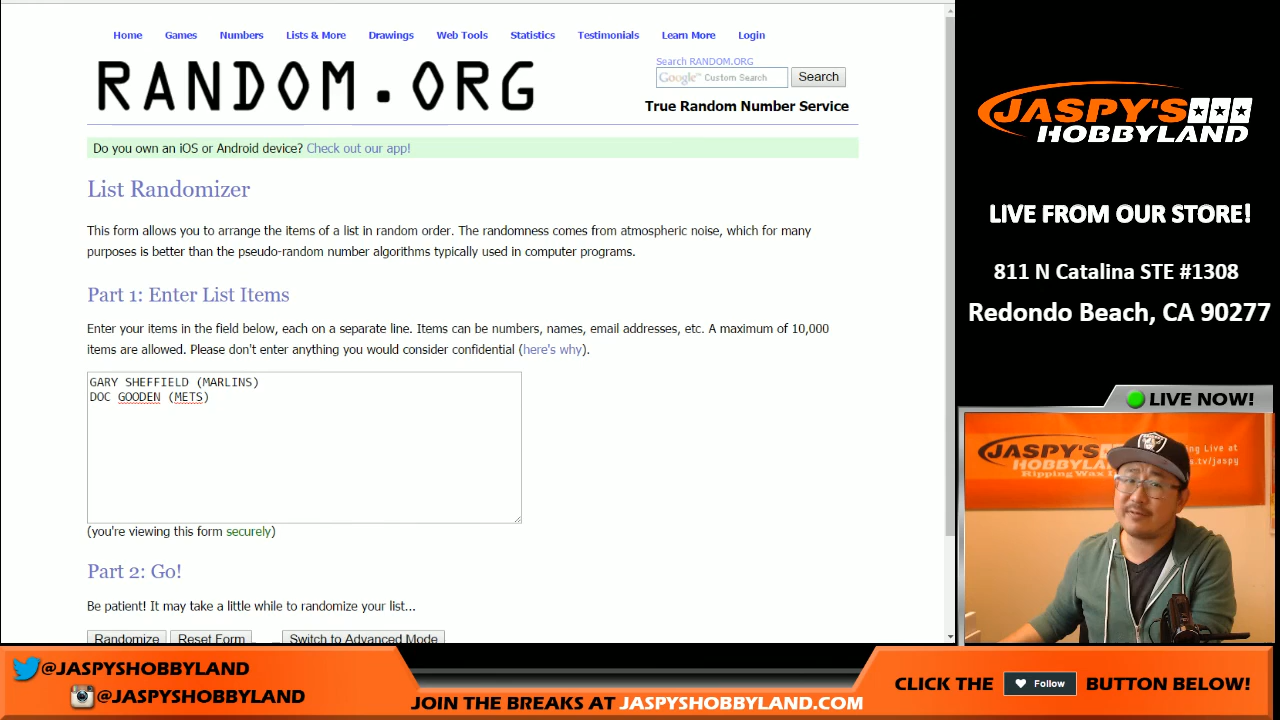 Home Games Numbers Lists & More Drawings Web Tools Statistics Testimonials Learn More Login
RANDOM.ORG
Search RANDOM.ORG
Google™ Custom Search Search
True Random Number Service
Do you own an iOS or Android device? Check out our app!
List Randomizer
This form allows you to arrange the items of a list in random order. The randomness comes from atmospheric noise, which for many
purposes is better than the pseudo-random number algorithms typically used in computer programs.
Part 1: Enter List Items
Enter your items in the field below, each on a separate line. Items can be numbers, names, email addresses, etc. A maximum of 10,000
items are allowed. Please don't enter anything you would consider confidential (here's why).
GARY SHEFFIELD (MARLINS)
DOC GOODEN (METS)
(you're viewing this form securely)
Part 2: Go!
Be patient! It may take a little while to randomize your list...
Randomize Reset Form Switch to Advanced Mode
JASPY'S
HOBBYLAND
LIVE FROM OUR STORE!
811 N Catalina STE #1308
Redondo Beach, CA 90277
LIVE NOW!
JASPY'S
HOBBYLAND
Live at
tv/jaspy
@JASPYSHOBBYLAND
@JASPYSHOBBYLAND
JOIN THE BREAKS AT JASPYSHOBBYLAND.COM
CLICK THE Follow BUTTON BELOW!